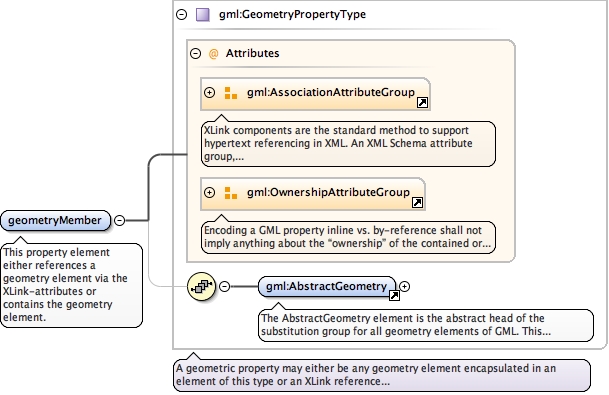 gml:GeometryPropertyType
@ Attributes
gml:AssociationAttributeGroup
XLink components are the standard method to support
hypertext referencing in XML. An XML Schema attribute
group,...
gml:OwnershipAttributeGroup
Encoding a GML property inline vs. by-reference shall not
imply anything about the “ownership” of the contained or...
geometryMember
This property element
either references a
geometry element via the
XLink-attributes or
contains the geometry
element.
gml:AbstractGeometry
The AbstractGeometry element is the abstract head of the
substitution group for all geometry elements of GML. This...
A geometric property may either be any geometry element encapsulated in an
element of this type or an XLink reference...